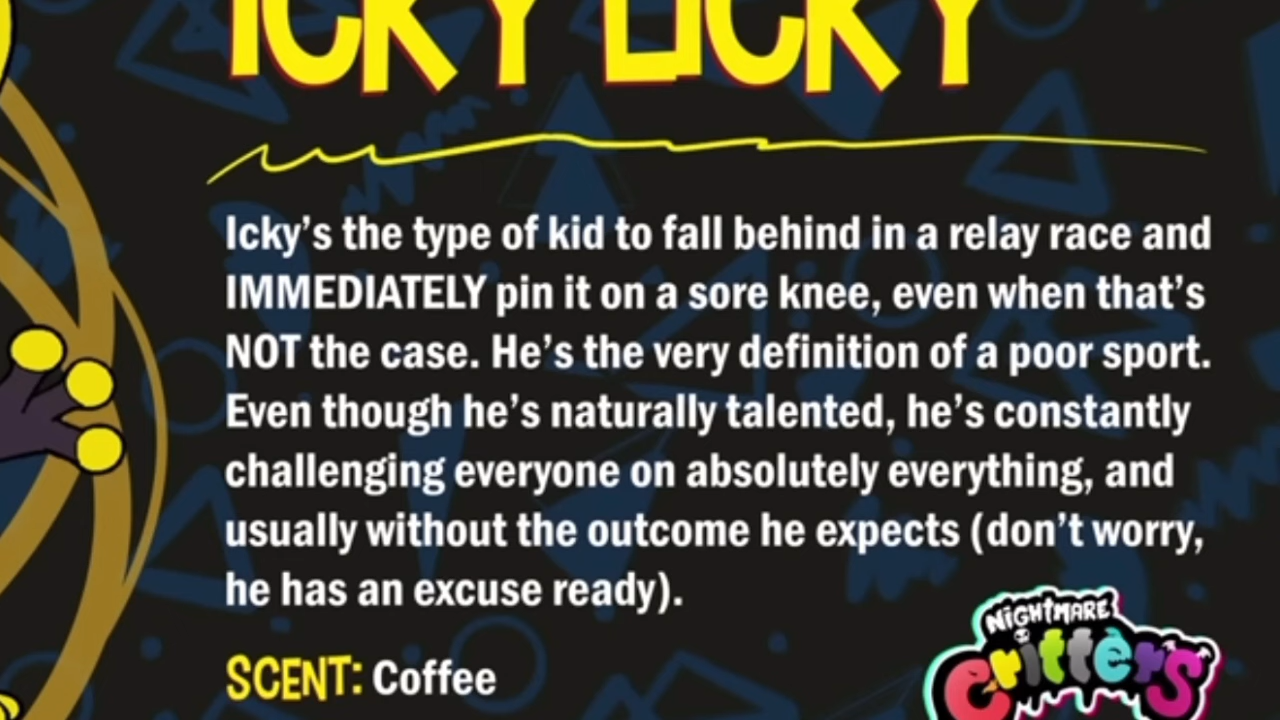 ICKY LICKY
Icky's the type of kid to fall behind in a relay race and
IMMEDIATELY pin it on a sore knee, even when that's
NOT the case. He's the very definition of a poor sport.
Even though he's naturally talented, he's constantly
challenging everyone on absolutely everything, and
usually without the outcome he expects (don't worry,
he has an excuse ready).
SCENT: Coffee
NIGHTMARE
CRITTERS